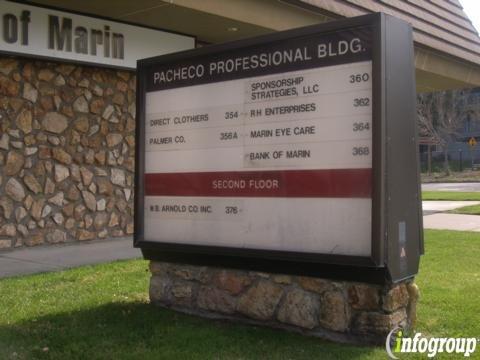 of Marin
PACHECO PROFESSIONAL BLDG.
SPONSORSHIP 360
STRATEGIES, LLC
DIRECT CLOTHIERS 354
RH ENTERPRISES 362
PALMER CO. 356A
MARIN EYE CARE 364
BANK OF MARIN 368
SECOND FLOOR
W.B. ARNOLD CO. INC. 376
infogroup